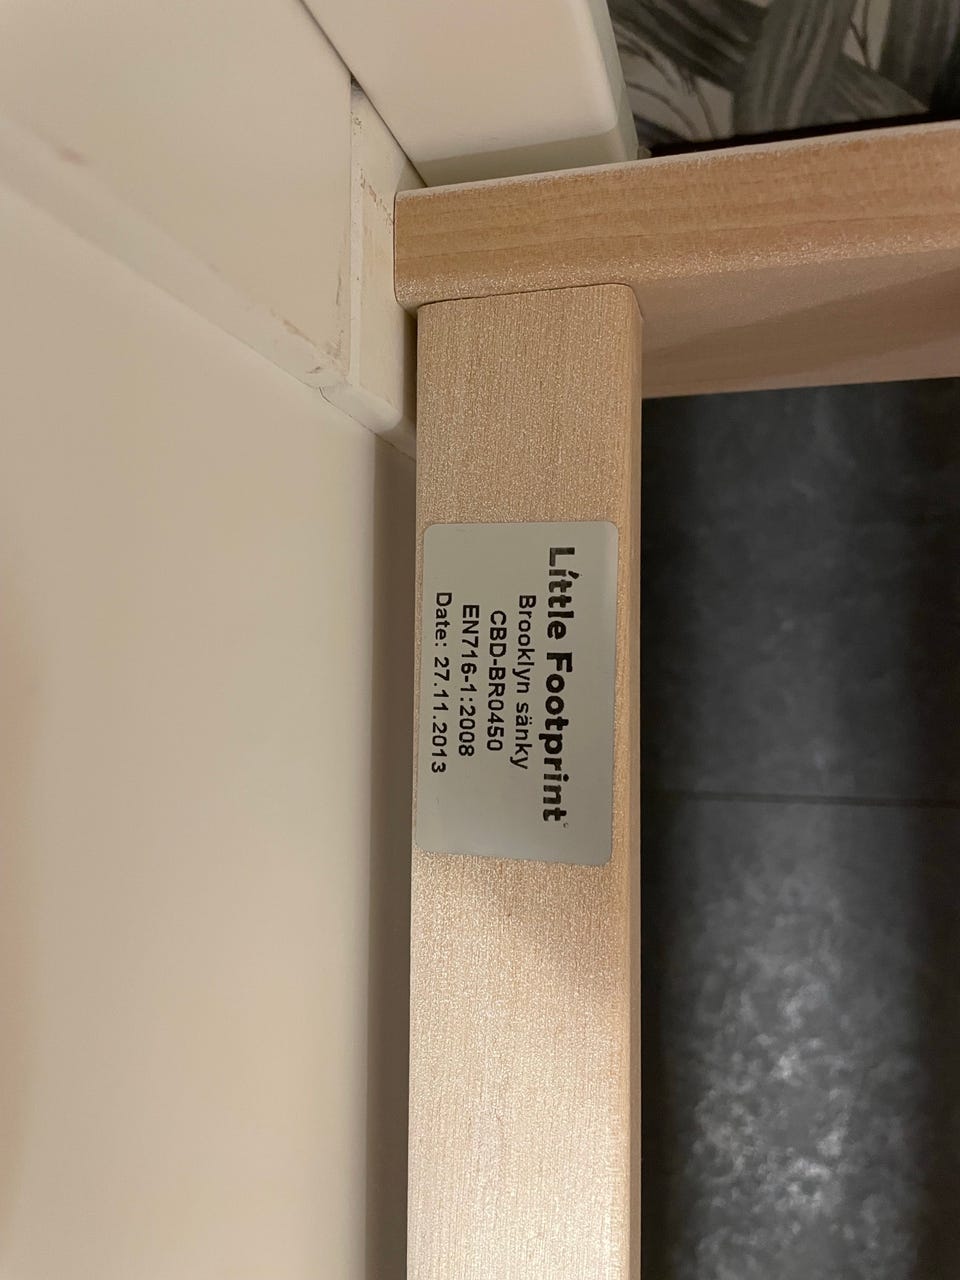 Little Footprint
Brooklyn sänky
CBD-BR0450
EN716-1:2008
Date: 27.11.2013